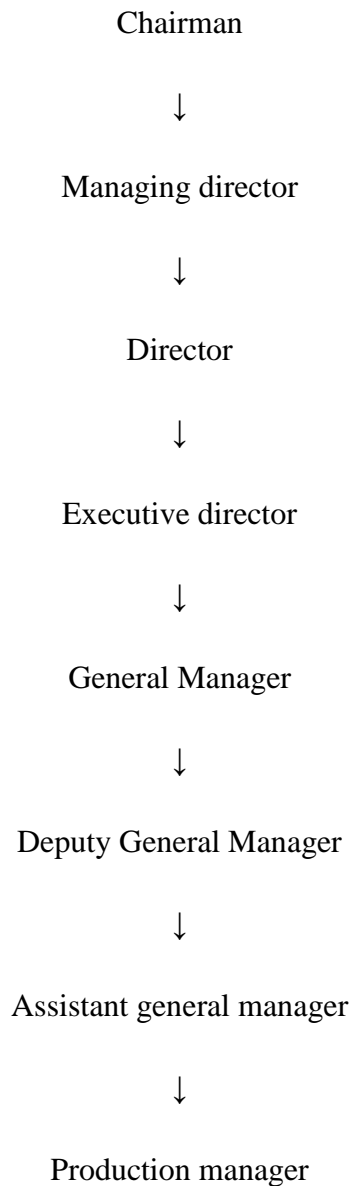 Chairman
↓
Managing director
↓
Director
↓
Executive director
↓
General Manager
↓
Deputy General Manager
↓
Assistant general manager
↓
Production manager